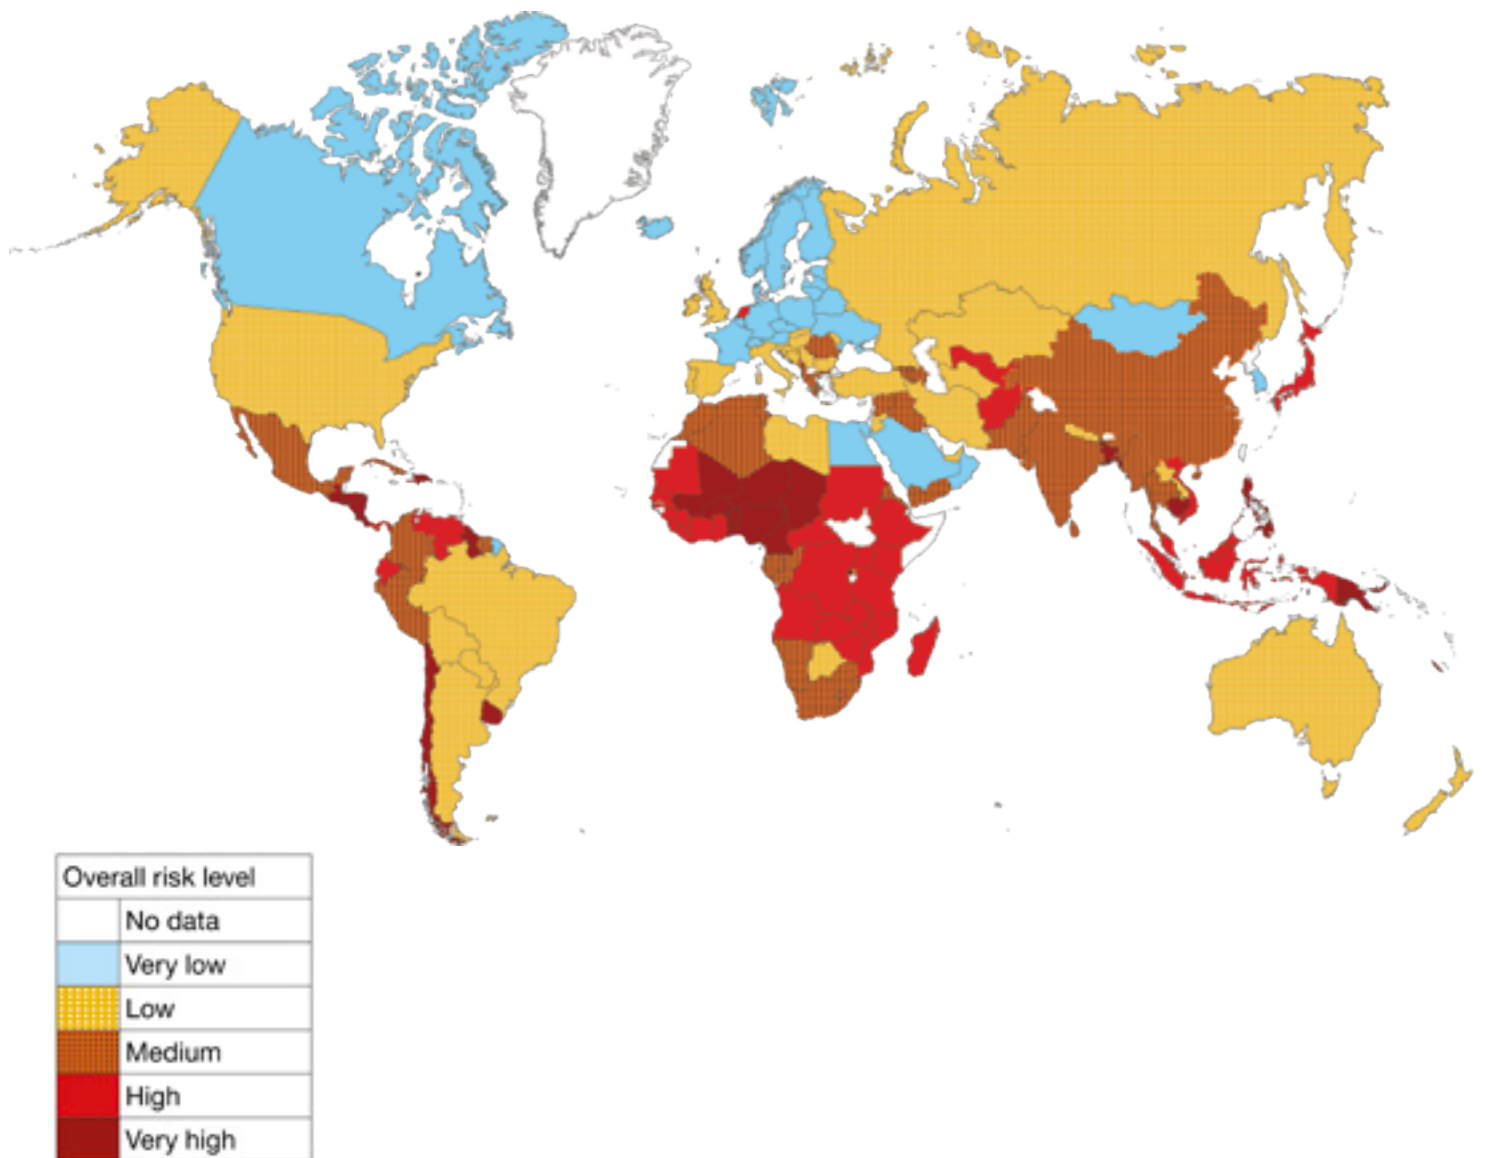 Overall risk level
No data
Very low
Low
Medium
High
Very high